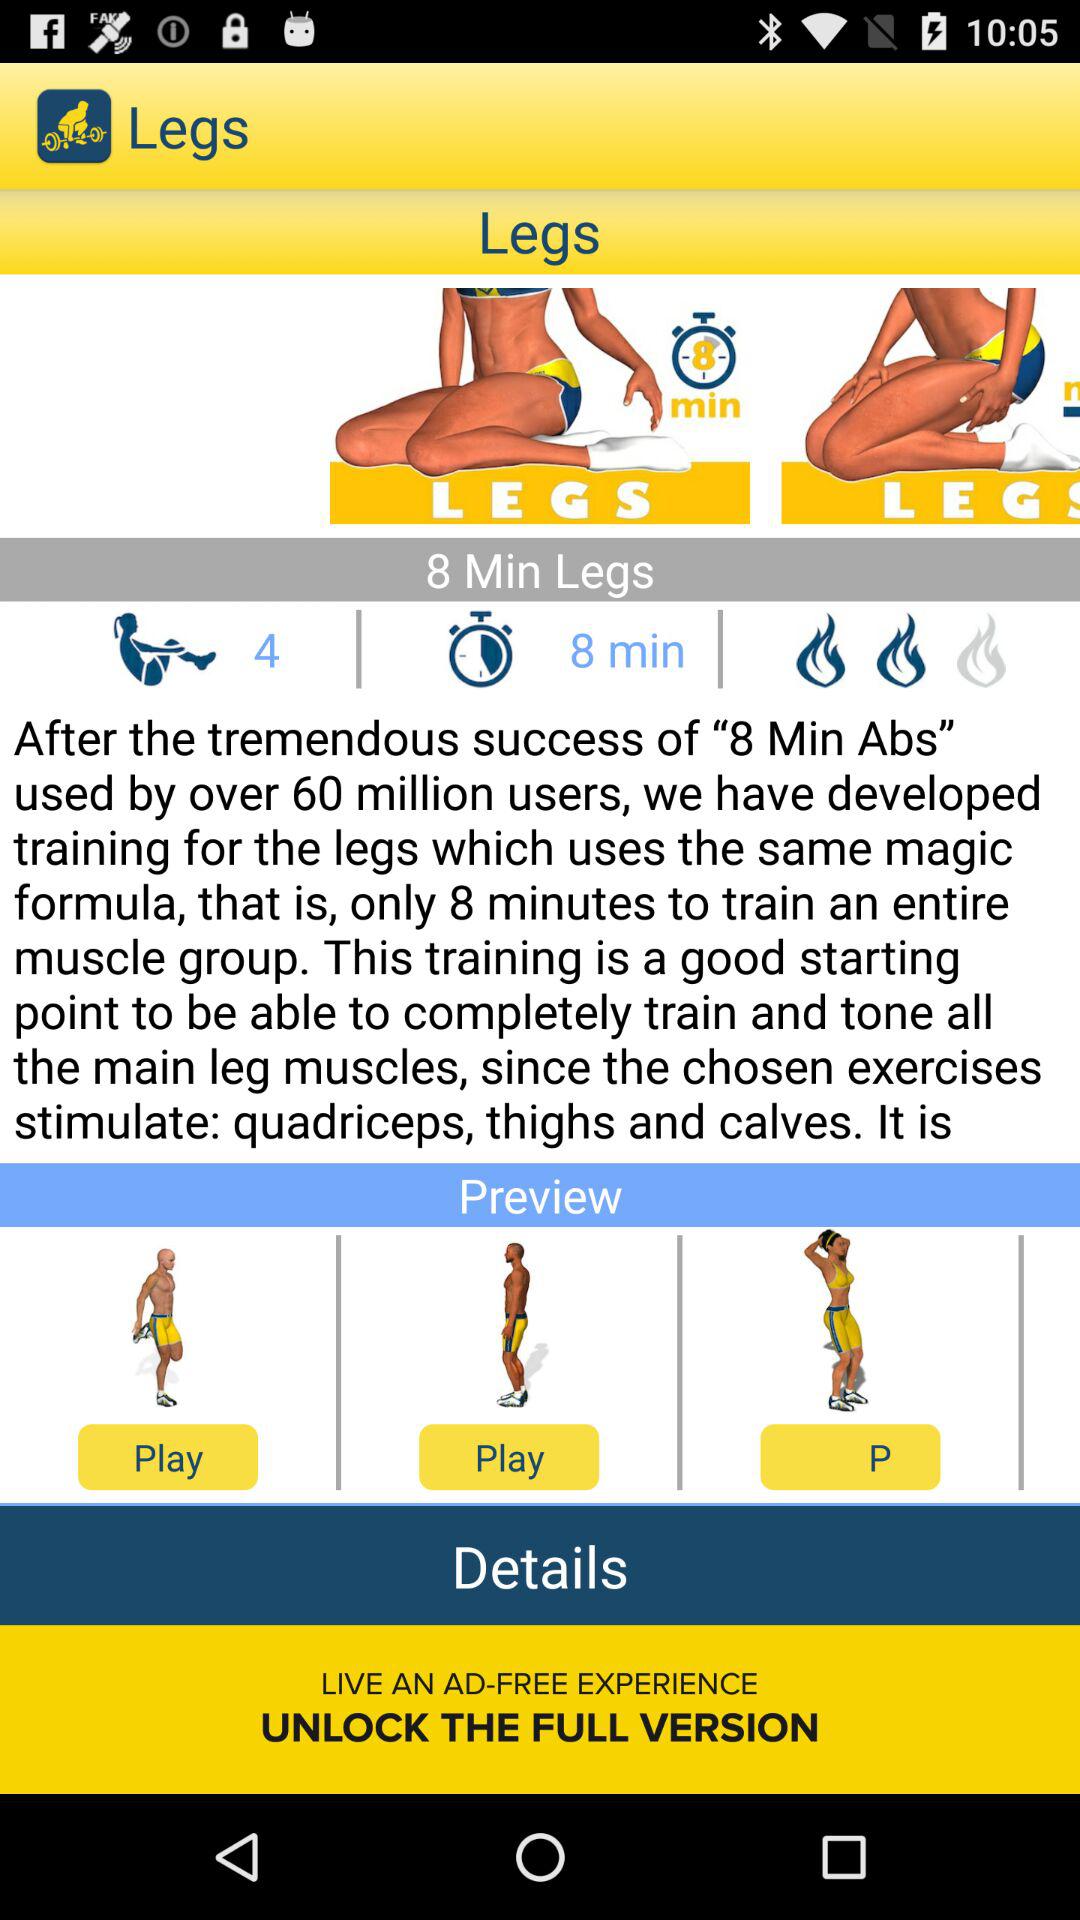 FAKE
10:05
Legs
Legs
8
min
LEGS
LEGS
8 Min Legs
4
8 min
After the tremendous success of “8 Min Abs”
used by over 60 million users, we have developed
training for the legs which uses the same magic
formula, that is, only 8 minutes to train an entire
muscle group. This training is a good starting
point to be able to completely train and tone all
the main leg muscles, since the chosen exercises
stimulate: quadriceps, thighs and calves. It is
Preview
Play
Play
P
Details
LIVE AN AD-FREE EXPERIENCE
UNLOCK THE FULL VERSION